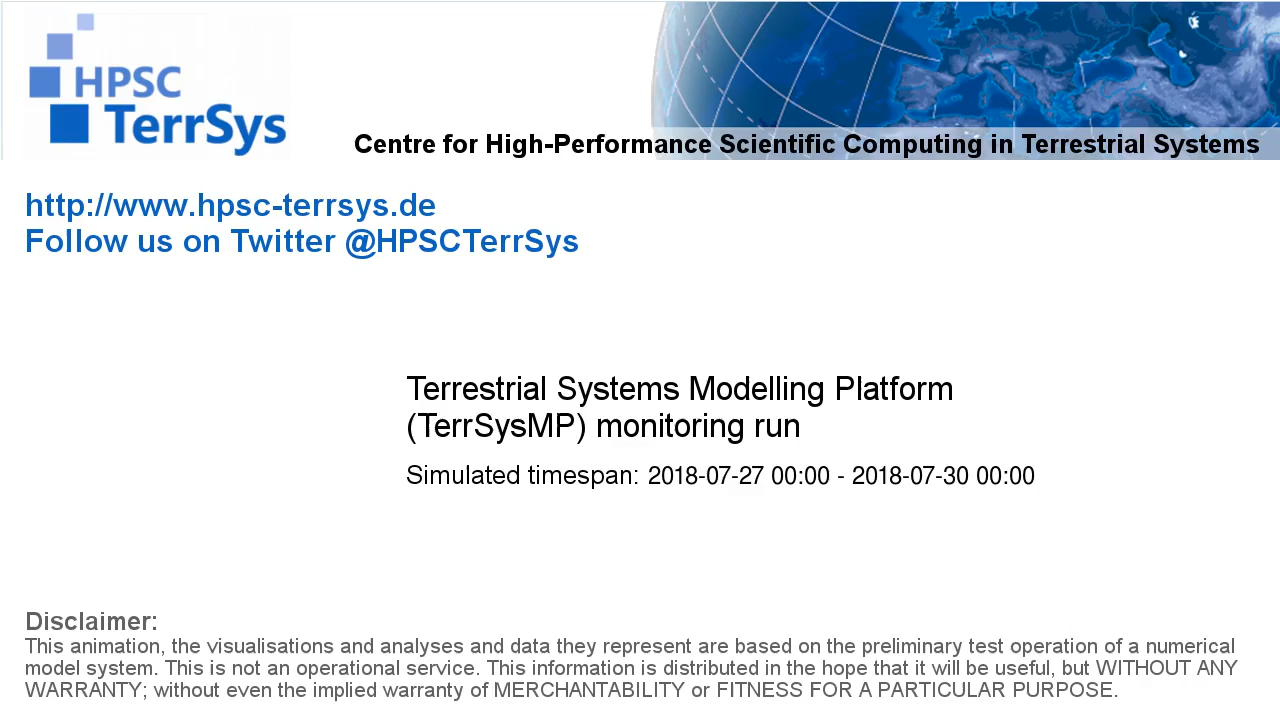 HPSC
TerrSys
Centre for High-Performance Scientific Computing in Terrestrial Systems
http://www.hpsc-terrsys.de
Follow us on Twitter @HPSCTerrSys
Terrestrial Systems Modelling Platform
(TerrSysMP) monitoring run
Simulated timespan: 2018-07-27 00:00 - 2018-07-30 00:00
Disclaimer:
This animation, the visualisations and analyses and data they represent are based on the preliminary test operation of a numerical
model system. This is not an operational service. This information is distributed in the hope that it will be useful, but WITHOUT ANY
WARRANTY; without even the implied warranty of MERCHANTABILITY or FITNESS FOR A PARTICULAR PURPOSE.